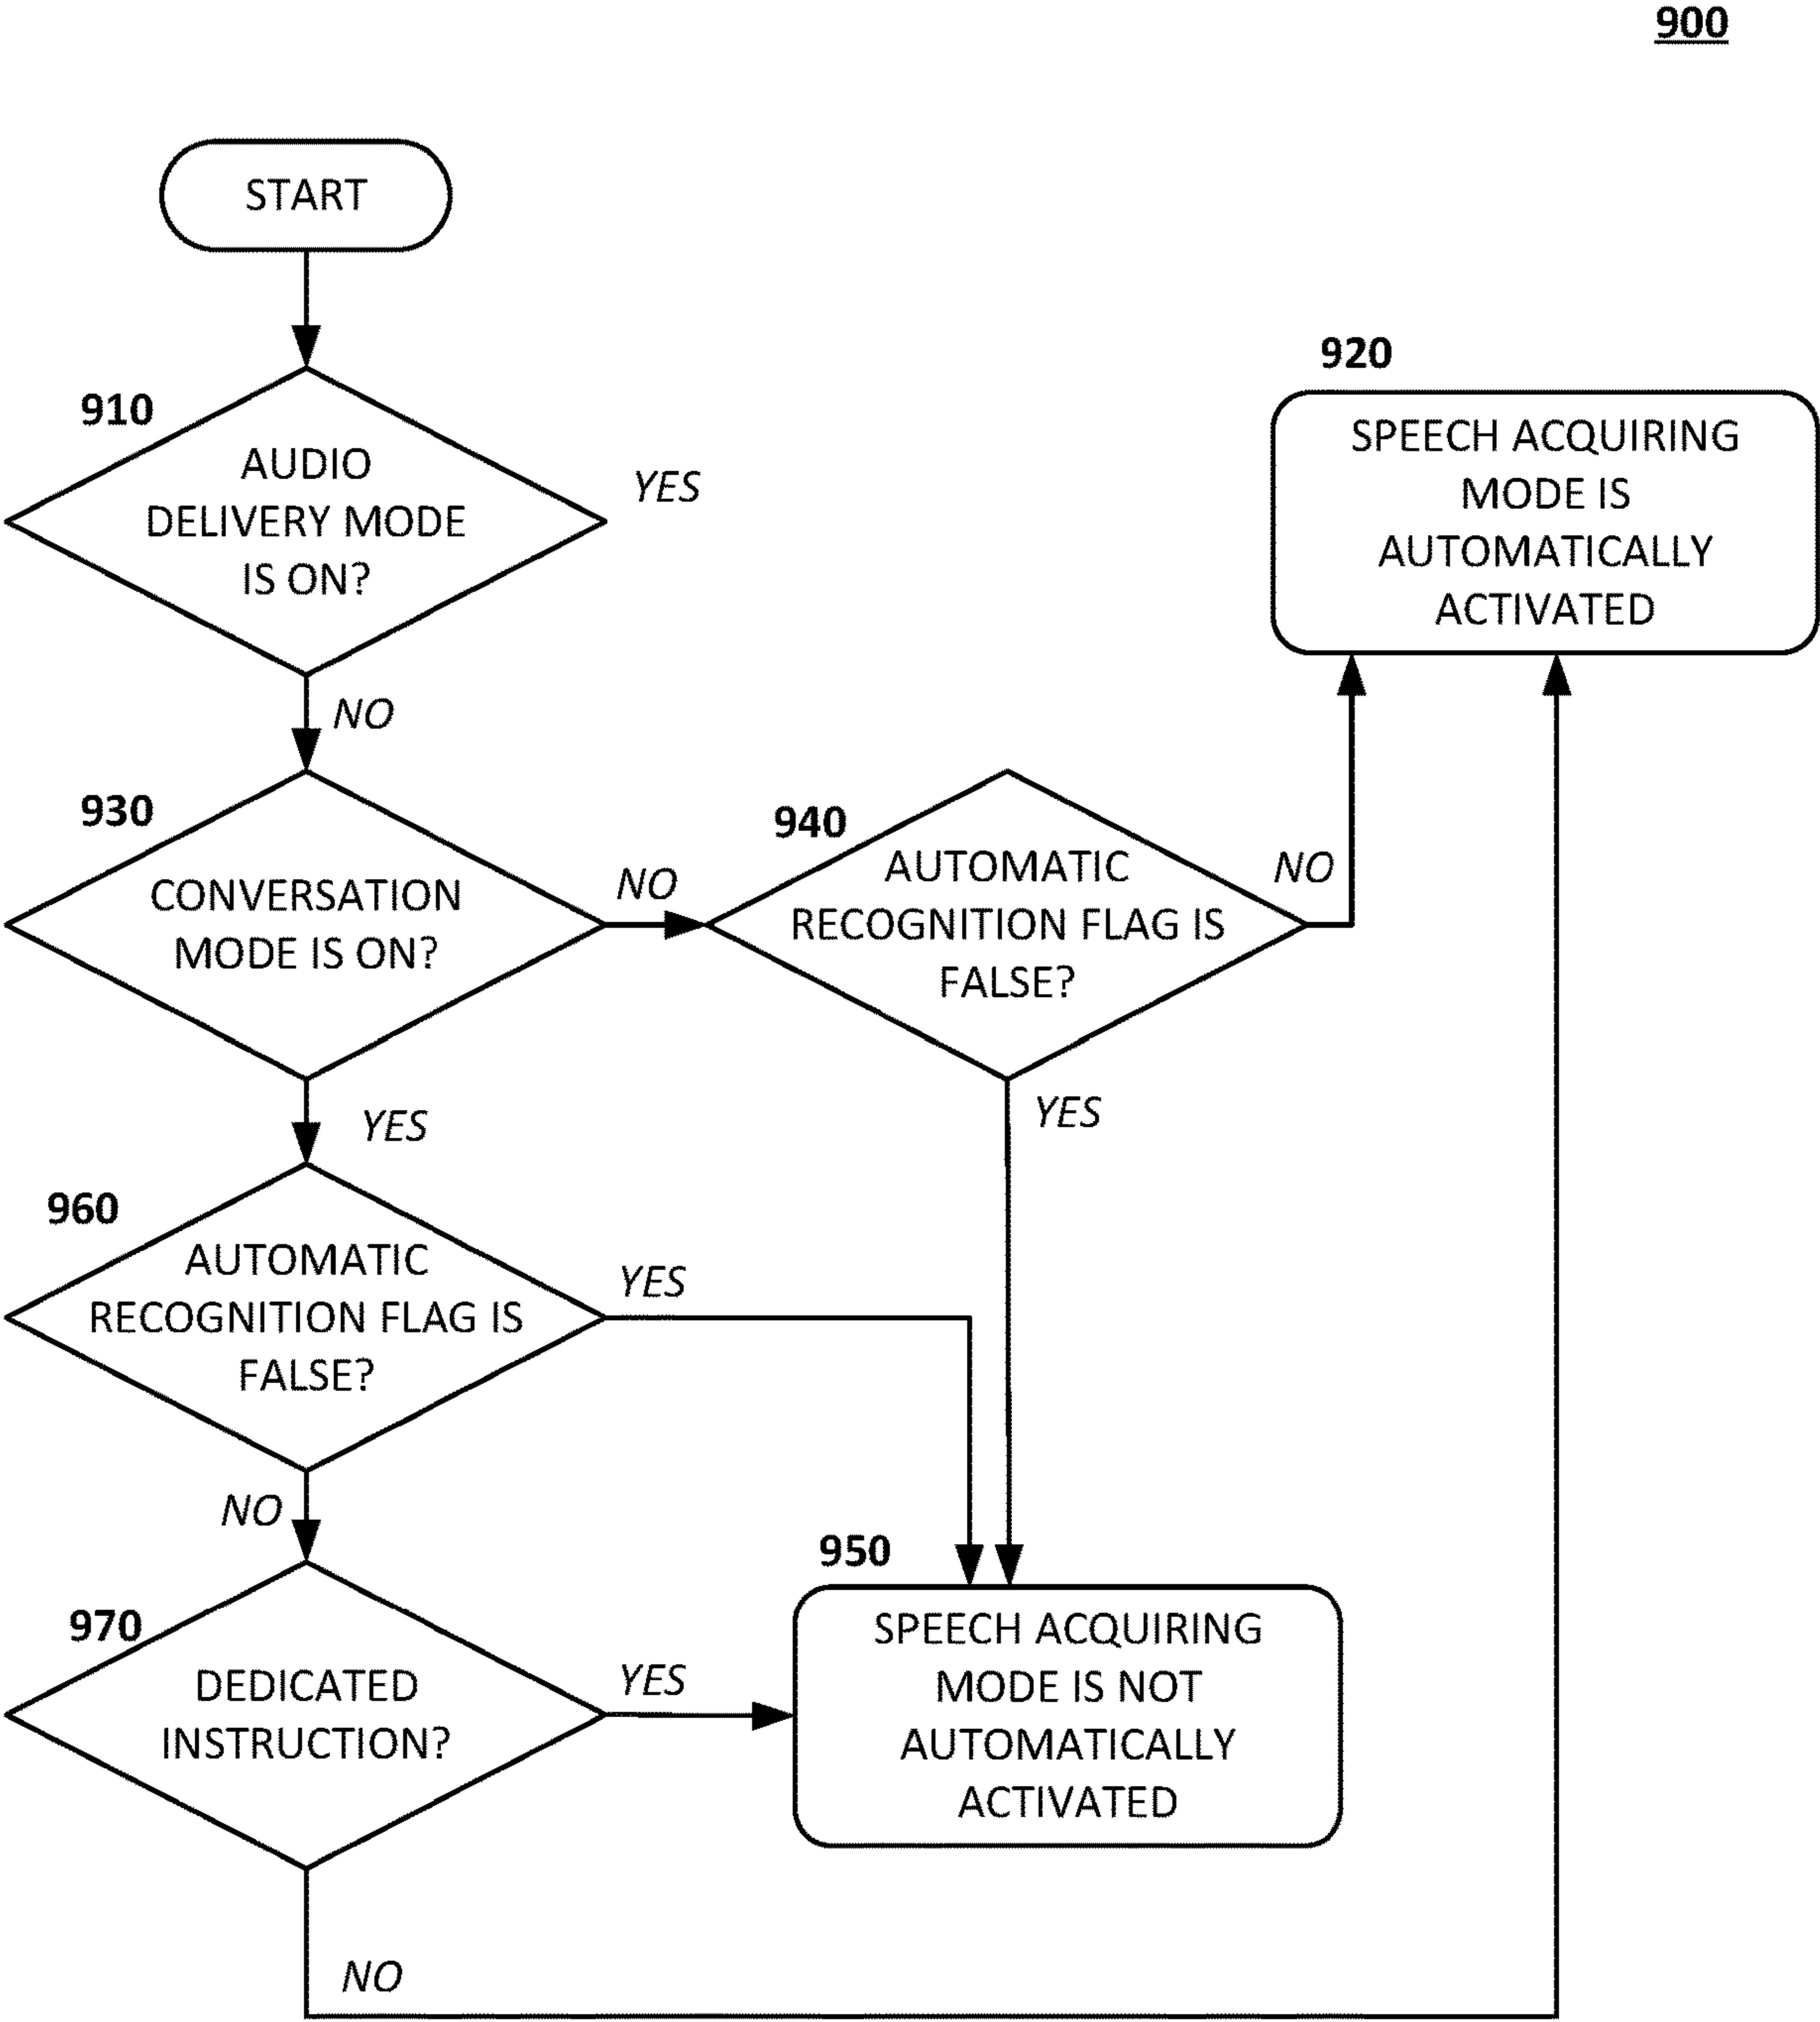 900
START
910
AUDIO
DELIVERY MODE
IS ON?
YES
920
SPEECH ACQUIRING
MODE IS
AUTOMATICALLY
ACTIVATED
NO
930
CONVERSATION
MODE IS ON?
NO
940
AUTOMATIC
RECOGNITION FLAG IS
FALSE?
NO
YES
YES
960
AUTOMATIC
RECOGNITION FLAG IS
FALSE?
YES
NO
950
SPEECH ACQUIRING
MODE IS NOT
AUTOMATICALLY
ACTIVATED
970
DEDICATED
INSTRUCTION?
YES
NO